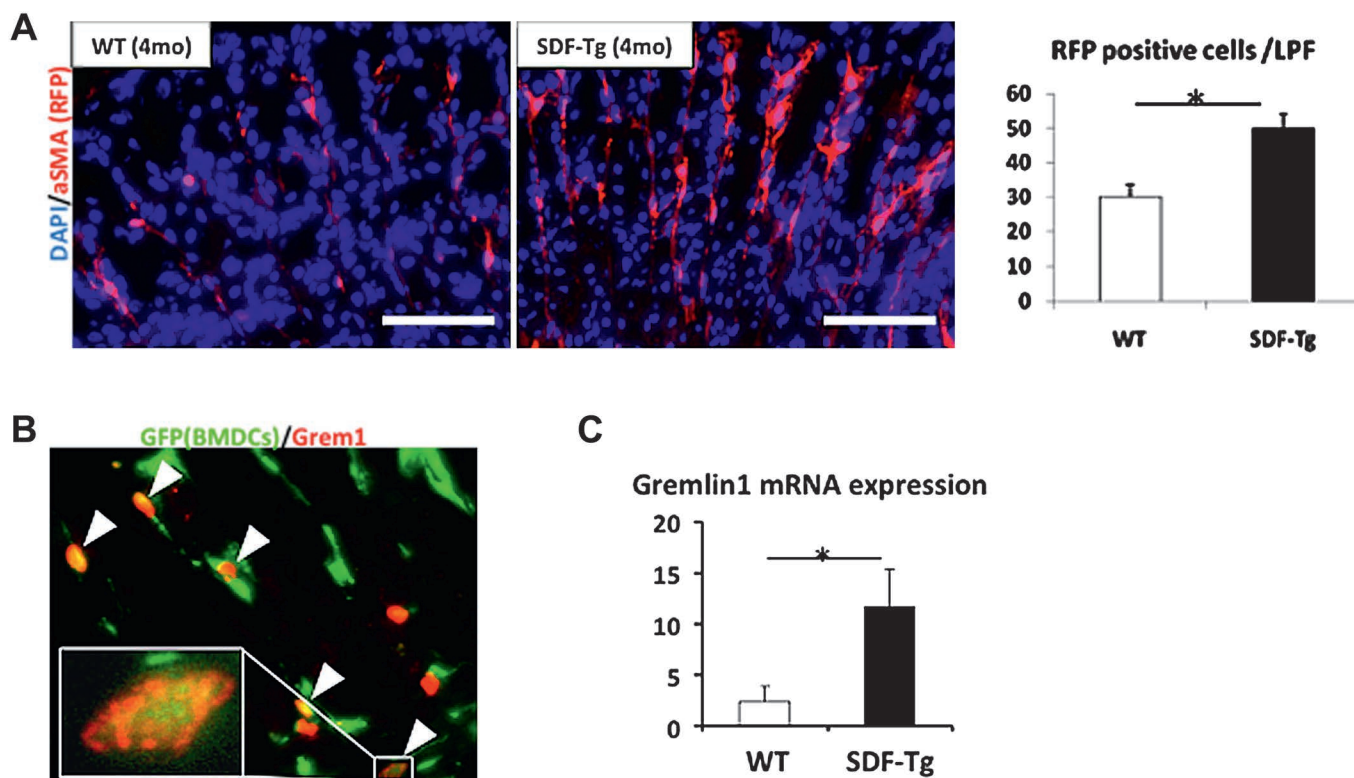 A
WT (4mo)
SDF-Tg (4mo)
DAPI/aSMA (RFP)
RFP positive cells /LPF
*
60
50
40
30
20
10
0
WT
SDF-Tg
B
GFP(BMDCs)/Grem1
C
Gremlin1 mRNA expression
*
20
15
10
5
0
WT
SDF-Tg